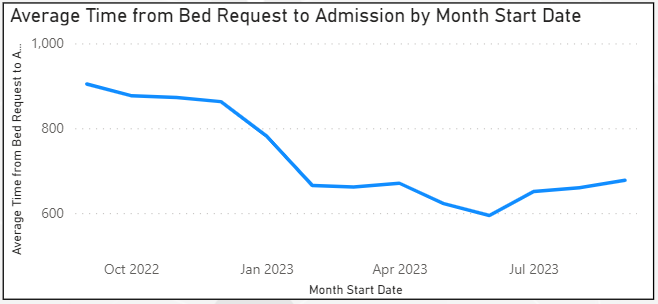 Average Time from Bed Request to Admission by Month Start Date
1,000
800
600
Average Time from Bed Request to A...
Oct 2022
Jan 2023
Apr 2023
Jul 2023
Month Start Date